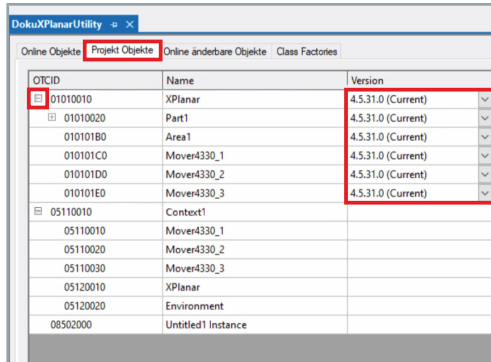 DokuXPlanarUtility
Online Objekte Projekt Objekte Online änderbare Objekte Class Factories
OTCID Name Version
01010010 XPlanar 4.5.31.0 (Current)
01010020 Part1 4.5.31.0 (Current)
010101B0 Area1 4.5.31.0 (Current)
010101C0 Mover4330_1 4.5.31.0 (Current)
010101D0 Mover4330_2 4.5.31.0 (Current)
010101E0 Mover4330_3 4.5.31.0 (Current)
05110010 Context1
05110010 Mover4330_1
05110020 Mover4330_2
05110030 Mover4330_3
05120010 XPlanar
05120020 Environment
08502000 Untitled1 Instance